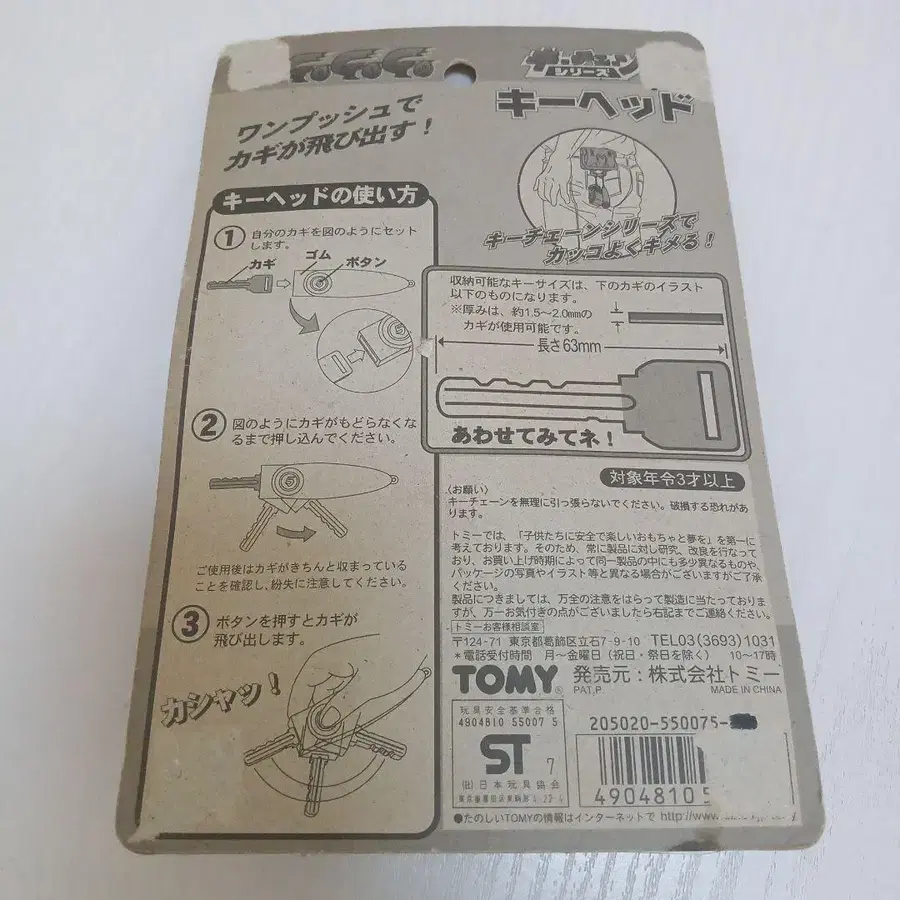 キーチェーン
シリーズ
キーヘッド
ワンプッシュで
カギが飛び出す！
キーチェーンシリーズで
カッコよくキメる！
キーヘッドの使い方
1 自分のカギを図のようにセット
します。
カギ
ゴム
ボタン
2 図のようにカギがもどらなくな
るまで押し込んでください。
ご使用後はカギがきちんと収まっている
ことを確認し、紛失に注意してください。
3 ボタンを押すとカギが
飛び出します。
カシャッ！
収納可能なキーサイズは、下のカギのイラスト
以下のものになります。
※厚みは、約1.5～2.0mmの
カギが使用可能です。
長さ63mm
あわせてみてネ！
対象年令3才以上
〈お願い〉
キーチェーンを無理に引っ張らないでください。破損する恐れがあ
ります。
トミーでは、「子供たちに安全で楽しいおもちゃと夢を」を第一に
考えております。そのため、常に製品に対し研究、改良を行なって
おり、お買い上げ時期によって同一製品の中にも多少異なるものや、
パッケージの写真やイラスト等と異なる場合がございますがご了承
ください。
製品につきましては、万全の注意をはらって製造に当たっておりま
すが、万一お気付きの点がございましたら右記までご連絡ください。
トミーお客様相談室
〒124-71 東京都葛飾区立石7-9-10 TEL03(3693)1031
＊電話受付時間 月～金曜日（祝日・祭日を除く） 10～17時
TOMY® 発売元：株式会社トミー
PAT.P. MADE IN CHINA
玩具安全基準合格
4904810 55007 5
ST 7
(社)日本玩具協会
205020-550075-
4904810 5
●たのしいTOMYの情報はインターネットで http://www.